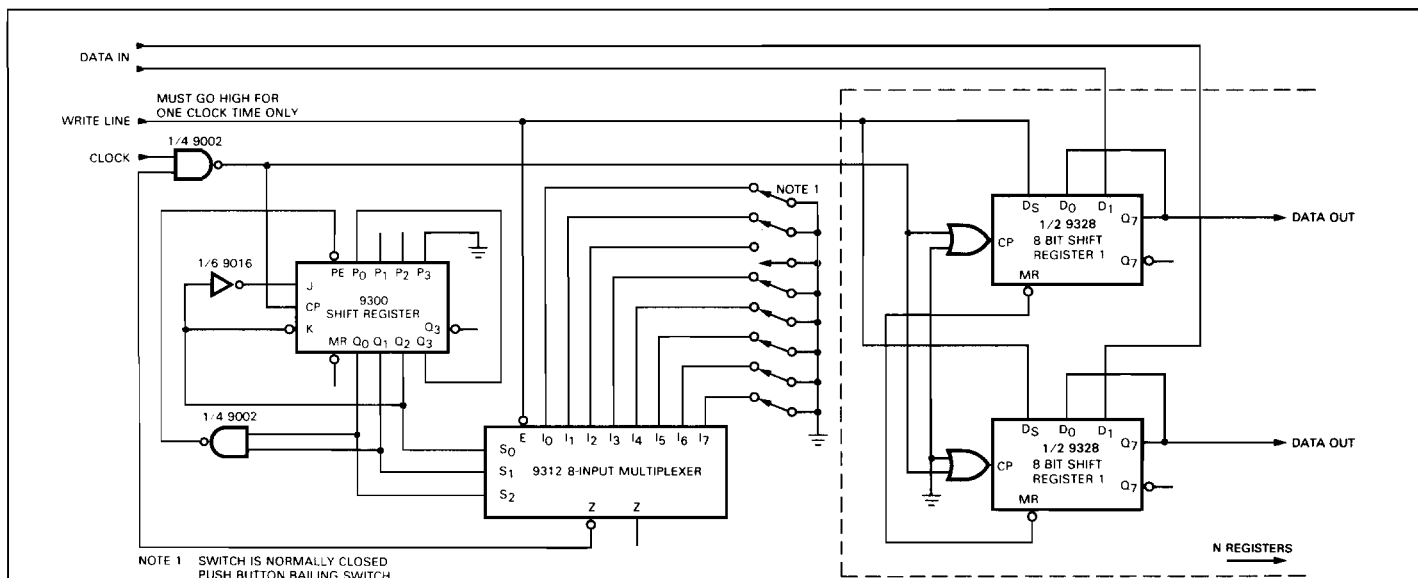 DATA IN
MUST GO HIGH FOR
ONE CLOCK TIME ONLY
WRITE LINE
1/4 9002
CLOCK
NOTE 1
DS D0 D1
Q7
1/2 9328
8 BIT SHIFT
REGISTER 1
CP
Q7
MR
DATA OUT
1/6 9016
PE P0 P1 P2 P3
J
9300
SHIFT REGISTER
CP
K
Q3
MR Q0 Q1 Q2 Q3
1/4 9002
E I0 I1 I2 I3 I4 I5 I6 I7
S0
S1
S2
9312 8-INPUT MULTIPLEXER
Z Z
DS D0 D1
Q7
1/2 9328
8 BIT SHIFT
REGISTER 1
CP
Q7
MR
DATA OUT
N REGISTERS
NOTE 1 SWITCH IS NORMALLY CLOSED
PUSH BUTTON BAILING SWITCH